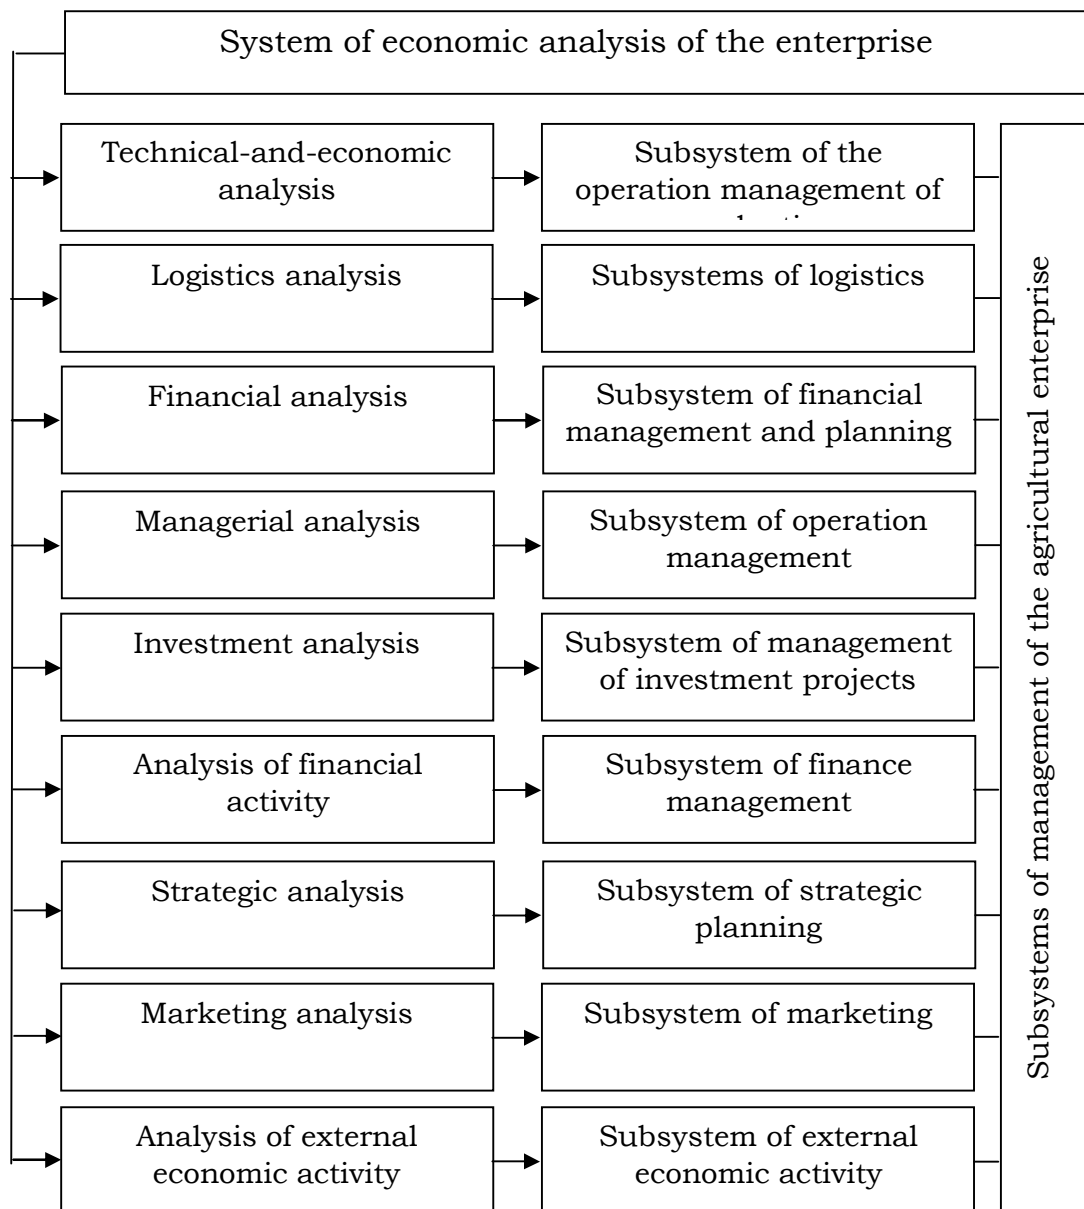 System of economic analysis of the enterprise
Technical-and-economic
analysis
Subsystem of the
operation management of
Logistics analysis
Subsystems of logistics
Financial analysis
Subsystem of financial
management and planning
Managerial analysis
Subsystem of operation
management
Investment analysis
Subsystem of management
of investment projects
Analysis of financial
activity
Subsystem of finance
management
Strategic analysis
Subsystem of strategic
planning
Marketing analysis
Subsystem of marketing
Analysis of external
economic activity
Subsystem of external
economic activity
Subsystems of management of the agricultural enterprise